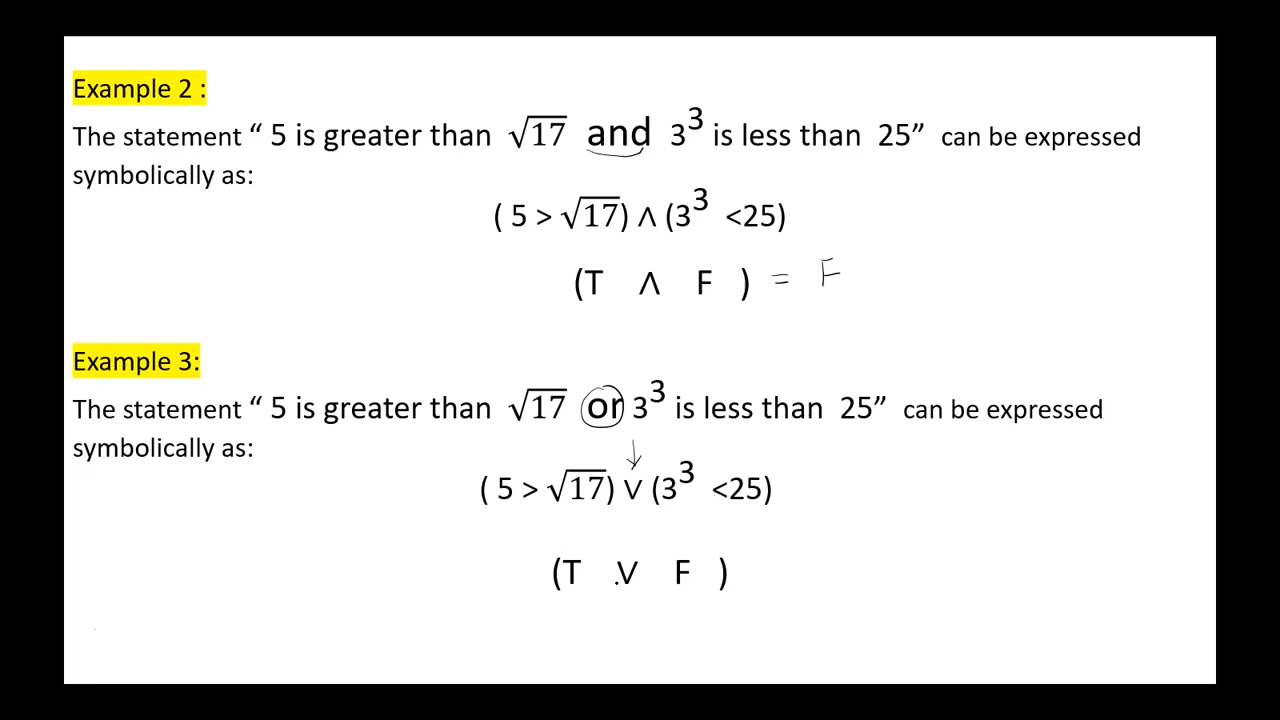 Example 2 :
The statement “ 5 is greater than √17 and 3³ is less than 25” can be expressed
symbolically as:
( 5 > √17) ∧ (3³ <25)
(T ∧ F ) = F
Example 3:
The statement “ 5 is greater than √17 or 3³ is less than 25” can be expressed
symbolically as:
( 5 > √17) ∨ (3³ <25)
(T ∨ F )